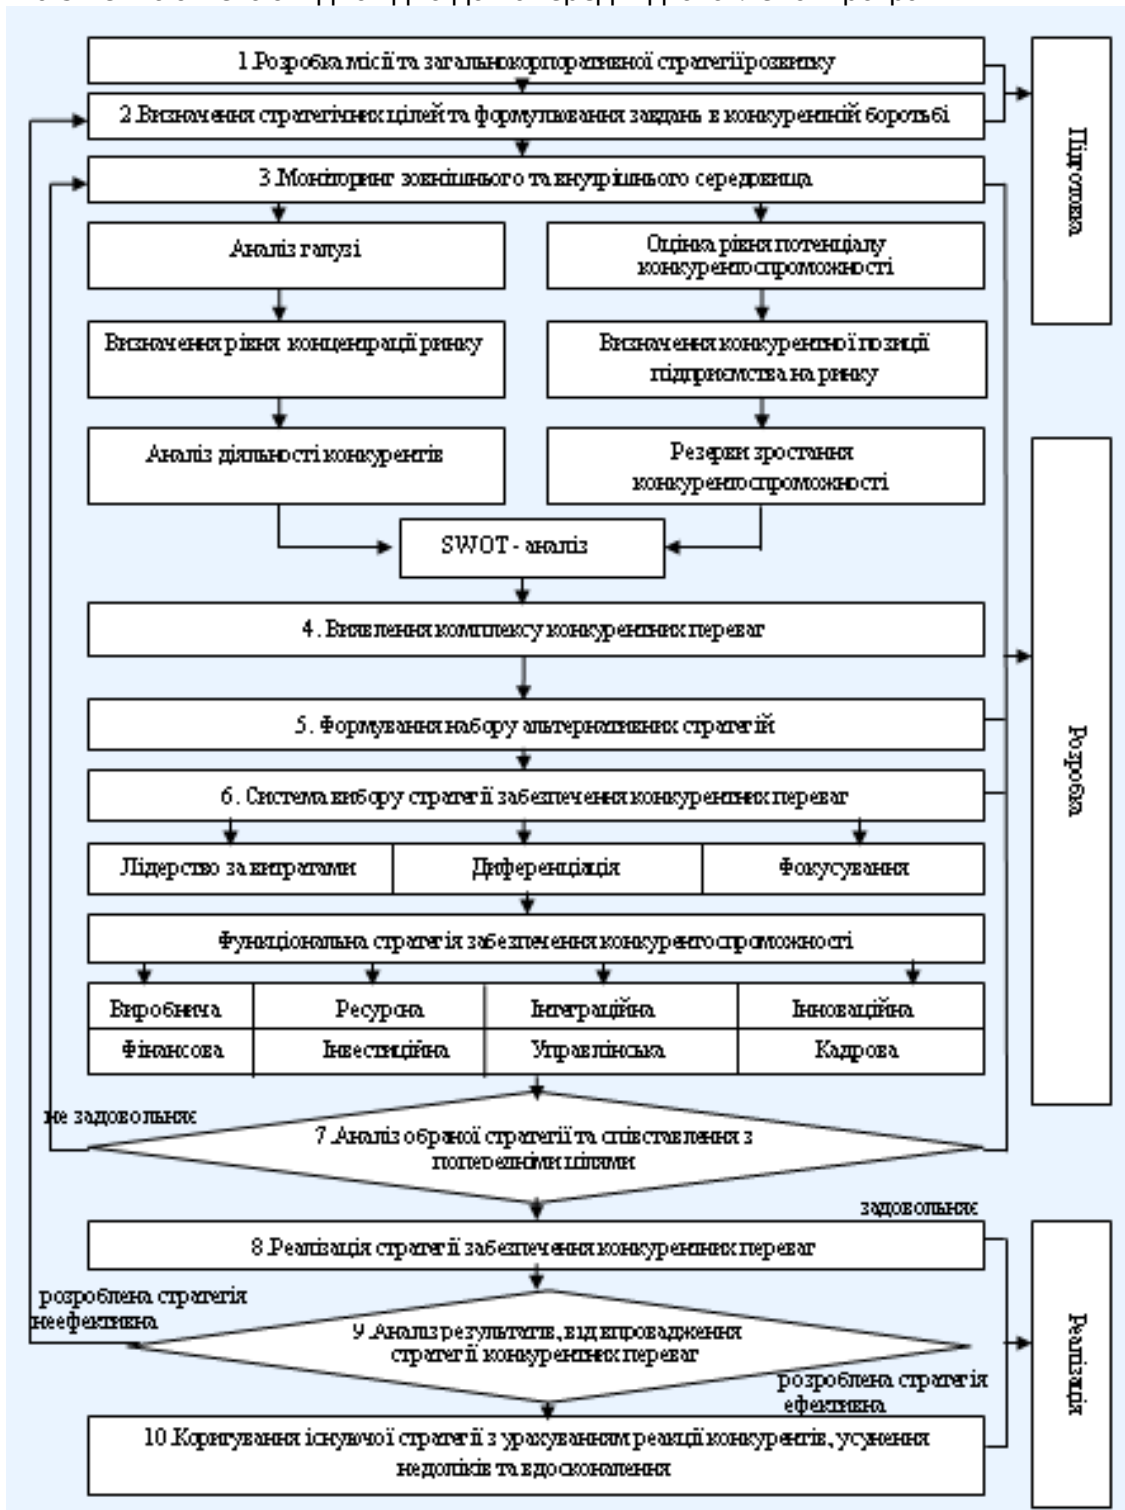 1.Розробка місії та загальнокорпоративної стратегії розвитку
2.Визначення стратегічних цілей та формулювання завдань в конкурентній боротьбі
3.Моніторинг зовнішнього та внутрішнього середовища
Підготовка
Аналіз галузі
Оцінка рівня потенціалу
конкурентоспроможності
Визначення рівня концентрації ринку
Визначення конкурентної позиції
підприємства на ринку
Аналіз діяльності конкурентів
Резерви зростання
конкурентоспроможності
SWOT - аналіз
4. Виявлення комплексу конкурентних переваг
5. Формування набору альтернативних стратегій
Розробка
6. Система вибору стратегії забезпечення конкурентних переваг
Лідерство за витратами
Диференціація
Фокусування
Функціональна стратегія забезпечення конкурентоспроможності
Виробнича
Ресурсна
Інтеграційна
Інноваційна
Фінансова
Інвестиційна
Управлінська
Кадрова
не задовольняє
7.Аналіз обраної стратегії та співставлення з
попередніми цілями
задовольняє
8.Реалізація стратегії забезпечення конкурентних переваг
розроблена стратегія
неефективна
9.Аналіз результатів, від впровадження
стратегії конкурентних переваг
Реалізація
розроблена стратегія
ефективна
10.Коригування існуючої стратегії з урахуванням реакції конкурентів, усунення
недоліків та вдосконалення